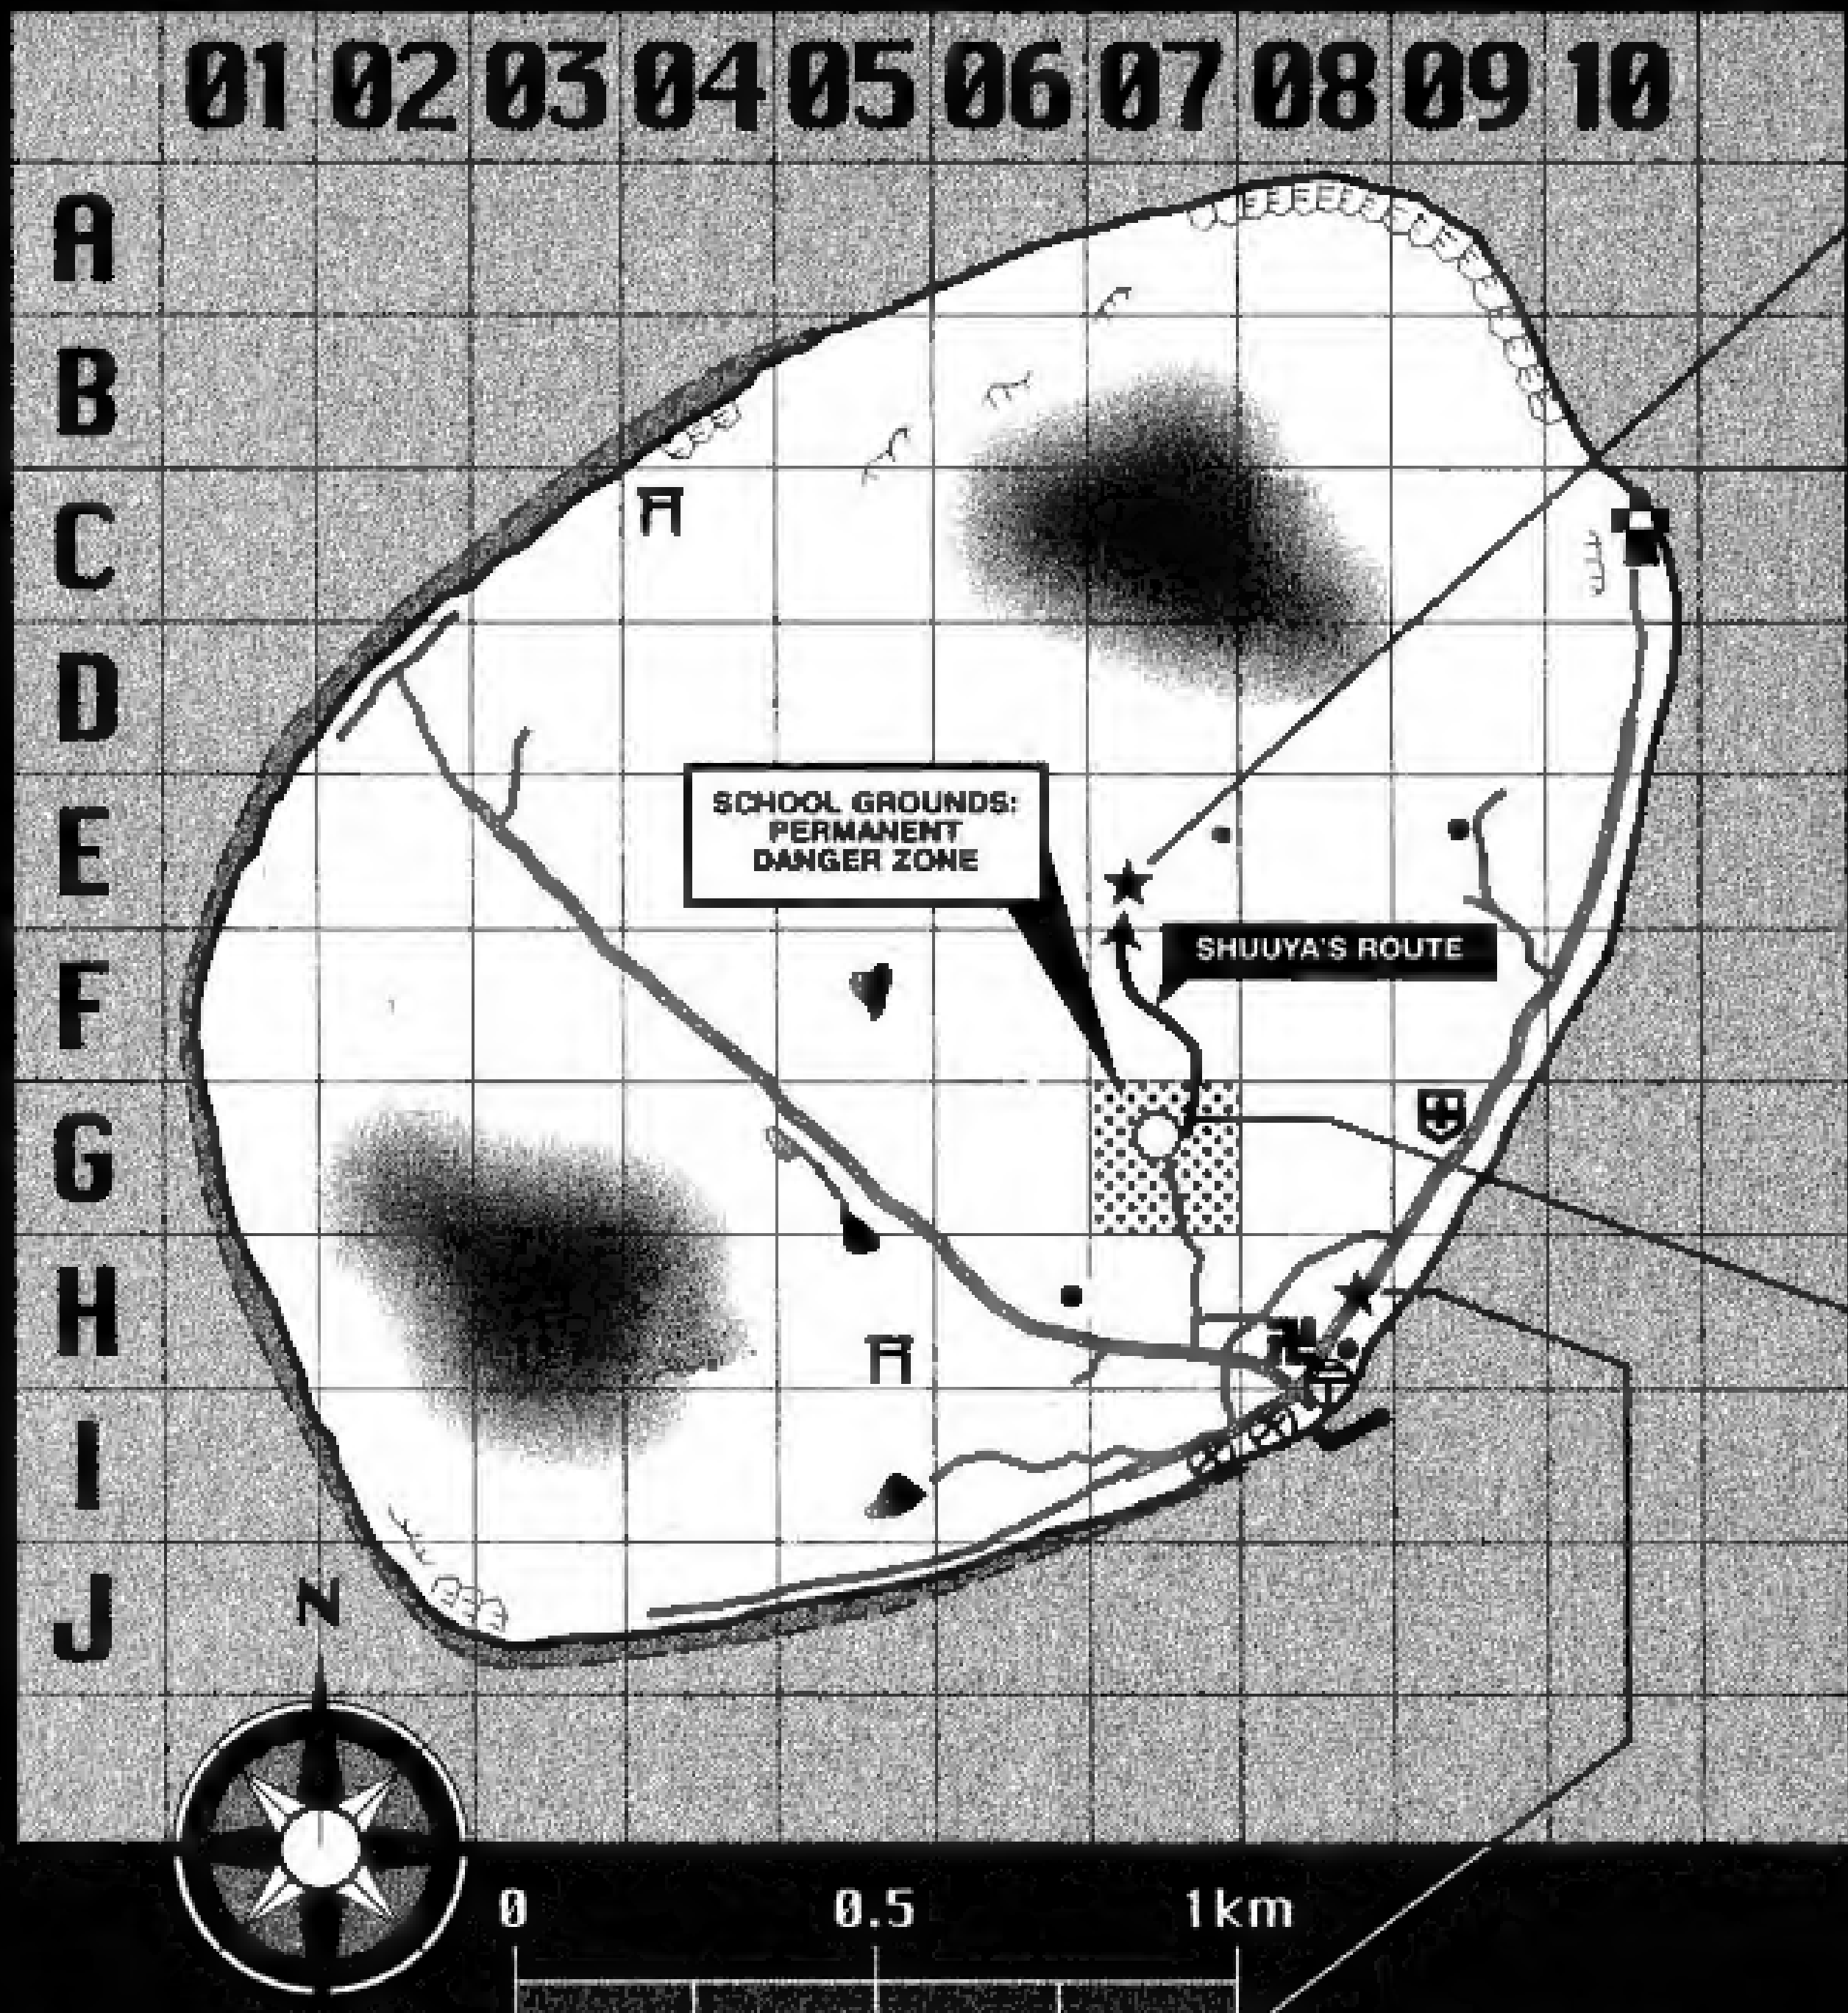 01 02 03 04 05 06 07 08 09 10
A
B
C
D
E
SCHOOL GROUNDS:
PERMANENT
DANGER ZONE
F
SHUUYA'S ROUTE
G
H
I
J
N
0 0.5 1km